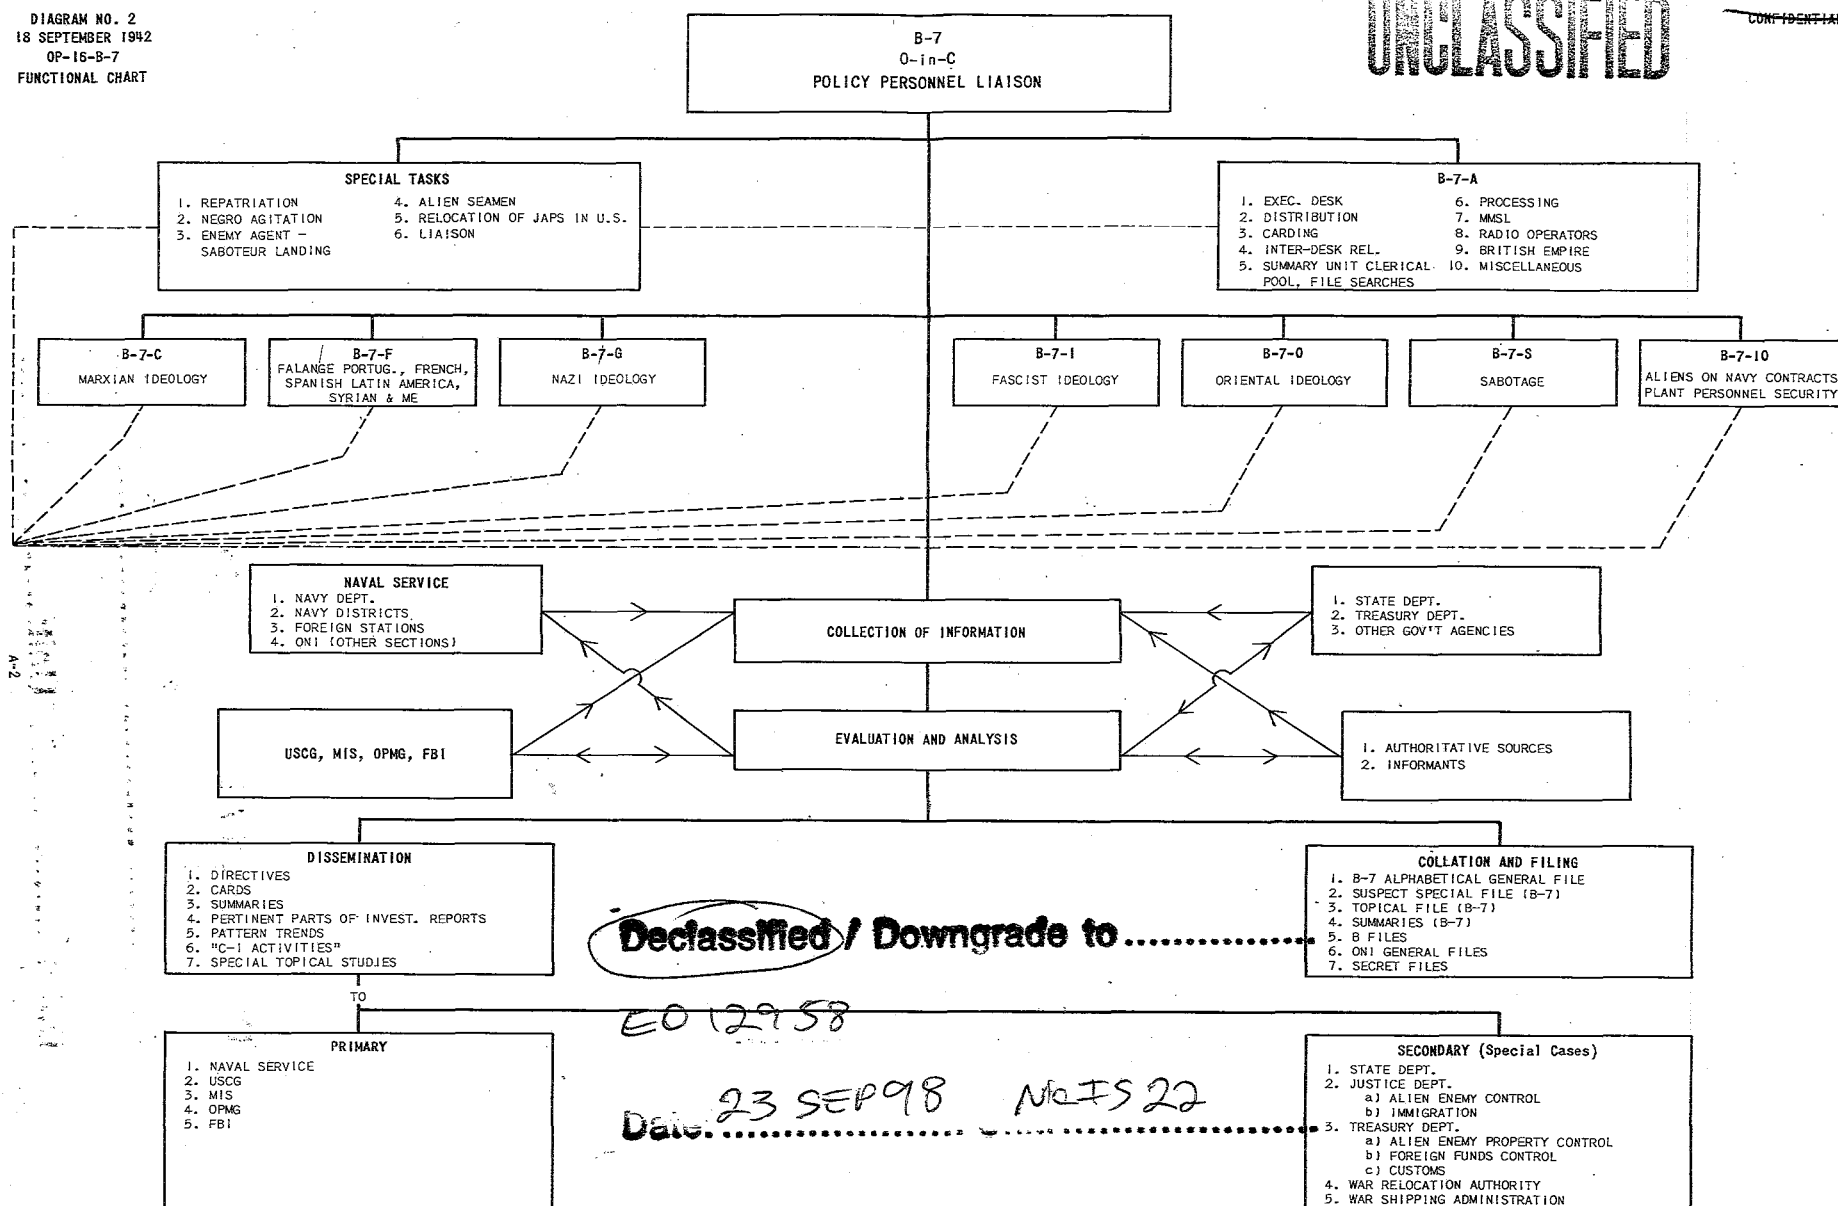 DIAGRAM NO. 2
18 SEPTEMBER 1942
OP-16-B-7
FUNCTIONAL CHART
UNCLASSIFIED
CONFIDENTIAL
B-7
O-in-C
POLICY PERSONNEL LIAISON
SPECIAL TASKS
1. REPATRIATION
2. NEGRO AGITATION
3. ENEMY AGENT -
SABOTEUR LANDING
4. ALIEN SEAMEN
5. RELOCATION OF JAPS IN U.S.
6. LIAISON
B-7-A
1. EXEC. DESK
2. DISTRIBUTION
3. CARDING
4. INTER-DESK REL.
5. SUMMARY UNIT CLERICAL
POOL, FILE SEARCHES
6. PROCESSING
7. MMSL
8. RADIO OPERATORS
9. BRITISH EMPIRE
10. MISCELLANEOUS
B-7-C
MARXIAN IDEOLOGY
B-7-F
FALANGE PORTUG., FRENCH,
SPANISH LATIN AMERICA,
SYRIAN & ME
B-7-G
NAZI IDEOLOGY
B-7-I
FASCIST IDEOLOGY
B-7-O
ORIENTAL IDEOLOGY
B-7-S
SABOTAGE
B-7-10
ALIENS ON NAVY CONTRACTS
PLANT PERSONNEL SECURITY
NAVAL SERVICE
1. NAVY DEPT.
2. NAVY DISTRICTS
3. FOREIGN STATIONS
4. ONI (OTHER SECTIONS)
COLLECTION OF INFORMATION
1. STATE DEPT.
2. TREASURY DEPT.
3. OTHER GOV'T AGENCIES
A-2
USCG, MIS, OPMG, FBI
EVALUATION AND ANALYSIS
1. AUTHORITATIVE SOURCES
2. INFORMANTS
DISSEMINATION
1. DIRECTIVES
2. CARDS
3. SUMMARIES
4. PERTINENT PARTS OF INVEST. REPORTS
5. PATTERN TRENDS
6. "C-I ACTIVITIES"
7. SPECIAL TOPICAL STUDIES
COLLATION AND FILING
1. B-7 ALPHABETICAL GENERAL FILE
2. SUSPECT SPECIAL FILE (B-7)
3. TOPICAL FILE (B-7)
4. SUMMARIES (B-7)
5. B FILES
6. ONI GENERAL FILES
7. SECRET FILES
Declassified / Downgrade to
TO
EO 12958
PRIMARY
1. NAVAL SERVICE
2. USCG
3. MIS
4. OPMG
5. FBI
Date. 23 SEP 98
SECONDARY (Special Cases)
1. STATE DEPT.
2. JUSTICE DEPT.
a) ALIEN ENEMY CONTROL
b) IMMIGRATION
3. TREASURY DEPT.
a) ALIEN ENEMY PROPERTY CONTROL
b) FOREIGN FUNDS CONTROL
c) CUSTOMS
4. WAR RELOCATION AUTHORITY
5. WAR SHIPPING ADMINISTRATION